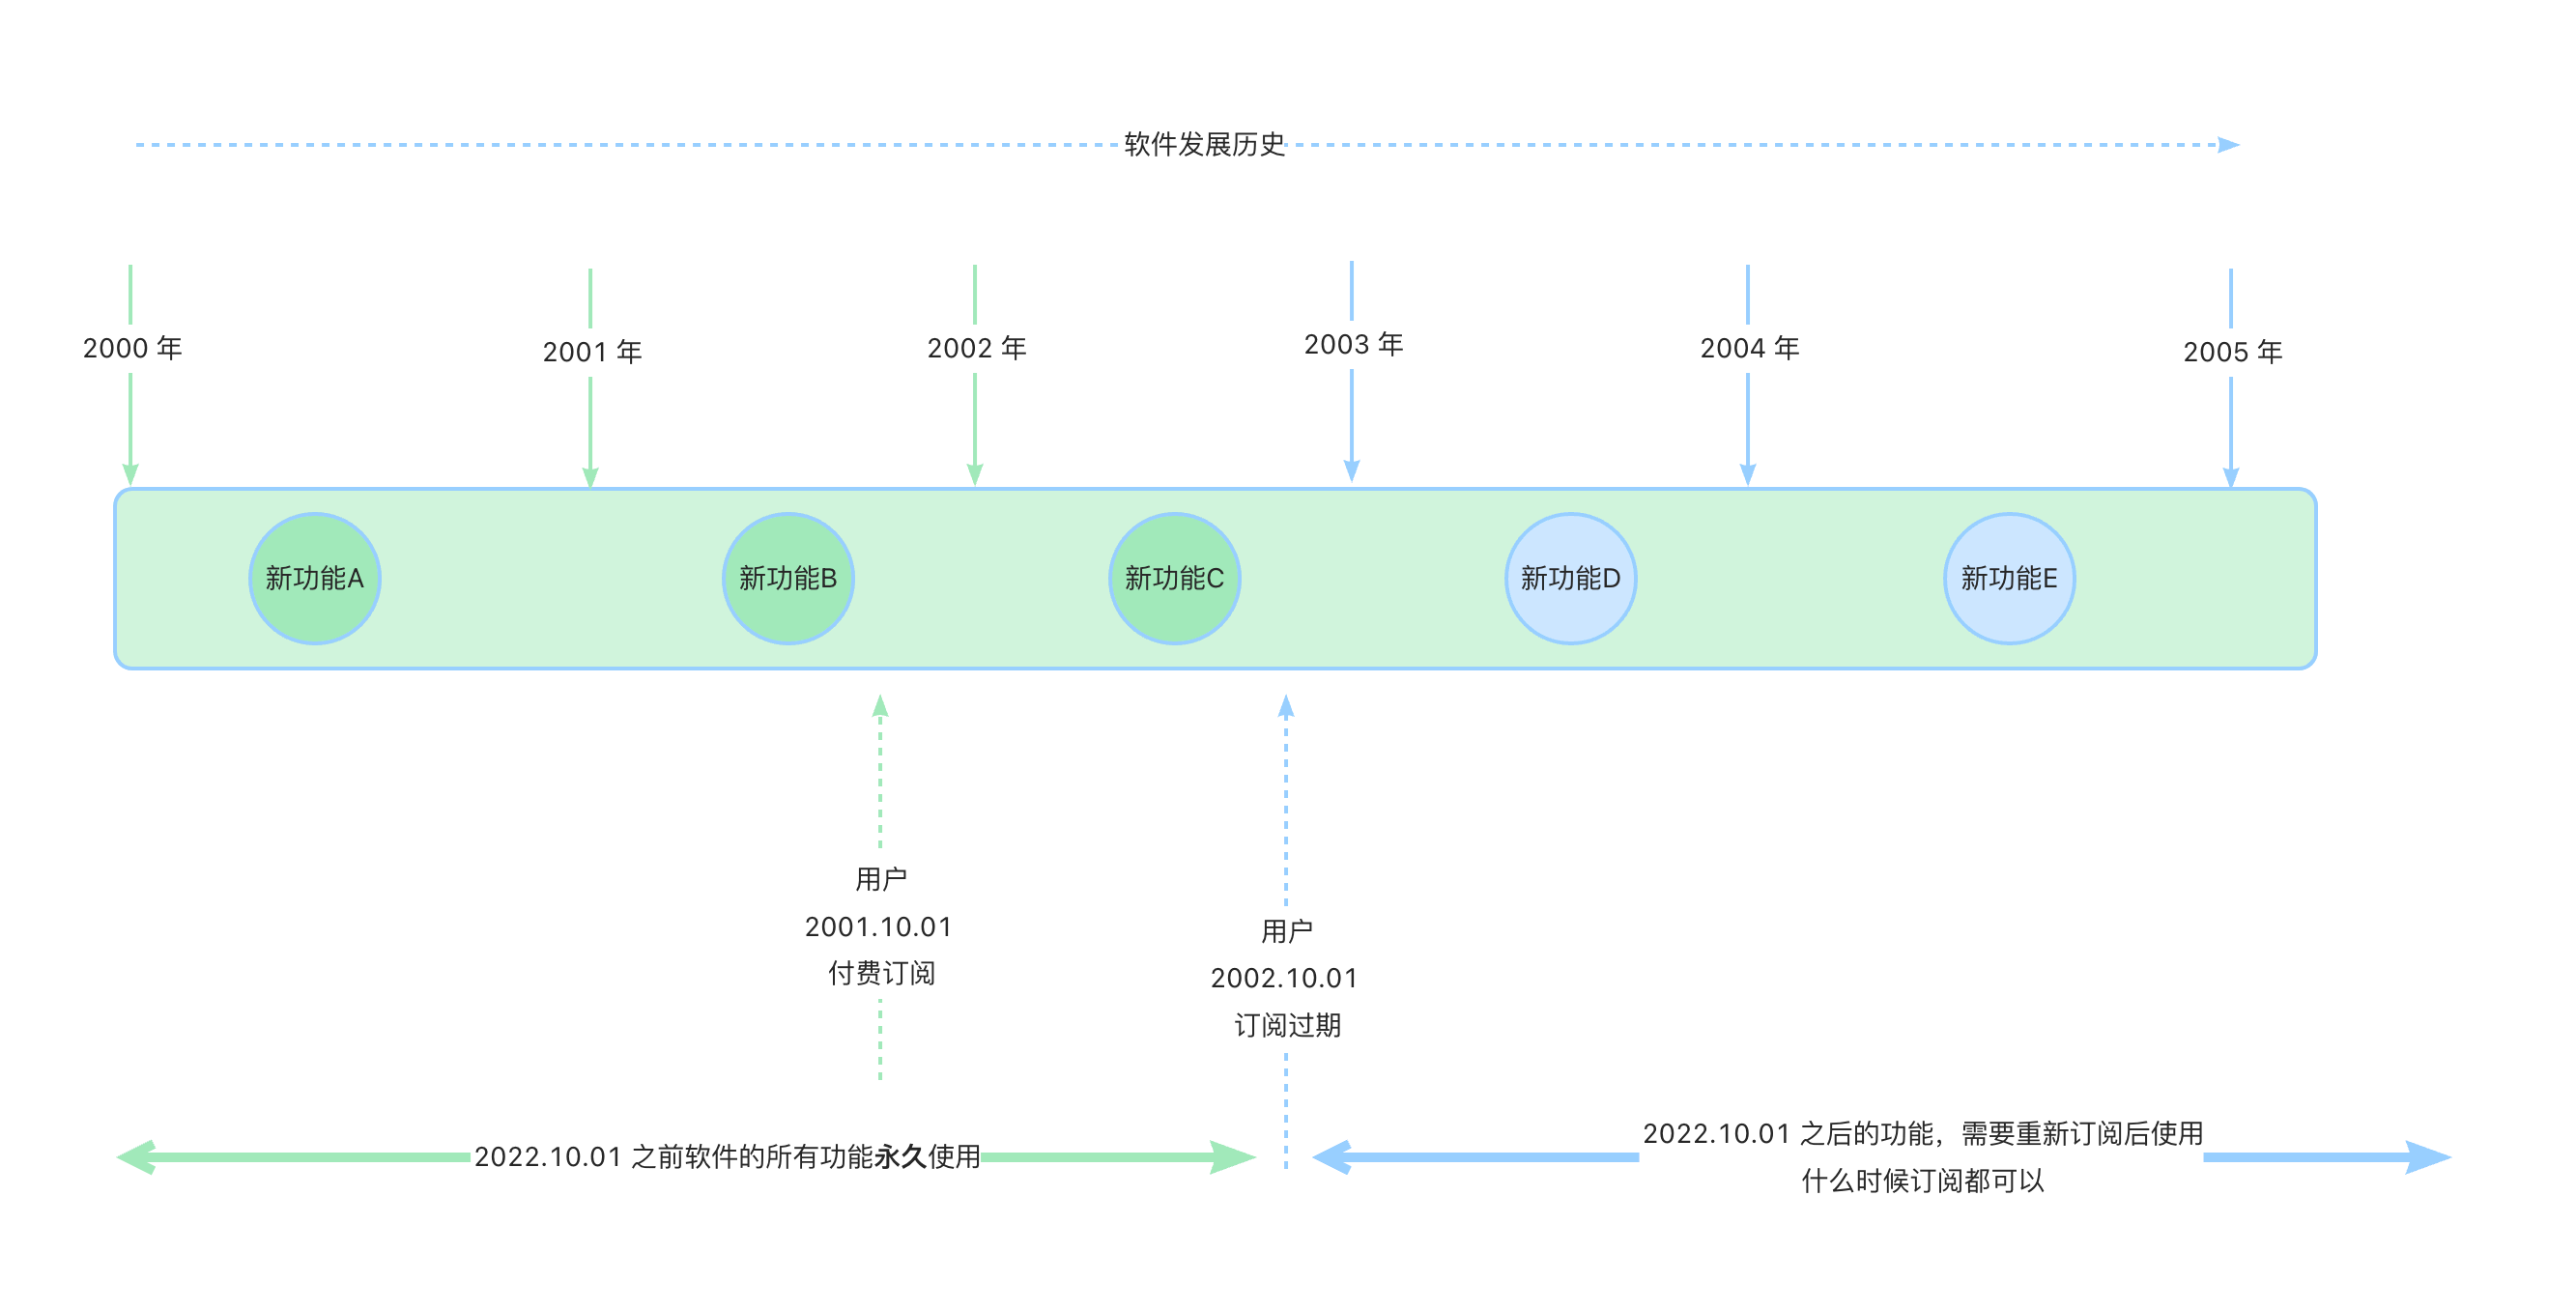 软件发展历史
2000 年
2001 年
2002 年
2003 年
2004 年
2005 年
新功能A
新功能B
新功能C
新功能D
新功能E
用户
2001.10.01
付费订阅
用户
2002.10.01
订阅过期
2022.10.01 之前软件的所有功能永久使用
2022.10.01 之后的功能，需要重新订阅后使用
什么时候订阅都可以